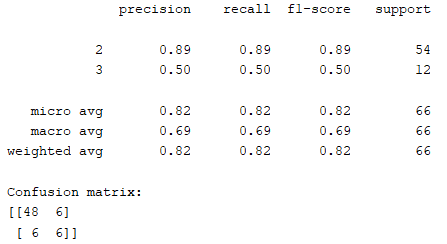 precision recall f1-score support
2 0.89 0.89 0.89 54
3 0.50 0.50 0.50 12
micro avg 0.82 0.82 0.82 66
macro avg 0.69 0.69 0.69 66
weighted avg 0.82 0.82 0.82 66
Confusion matrix:
[[48 6]
[ 6 6]]